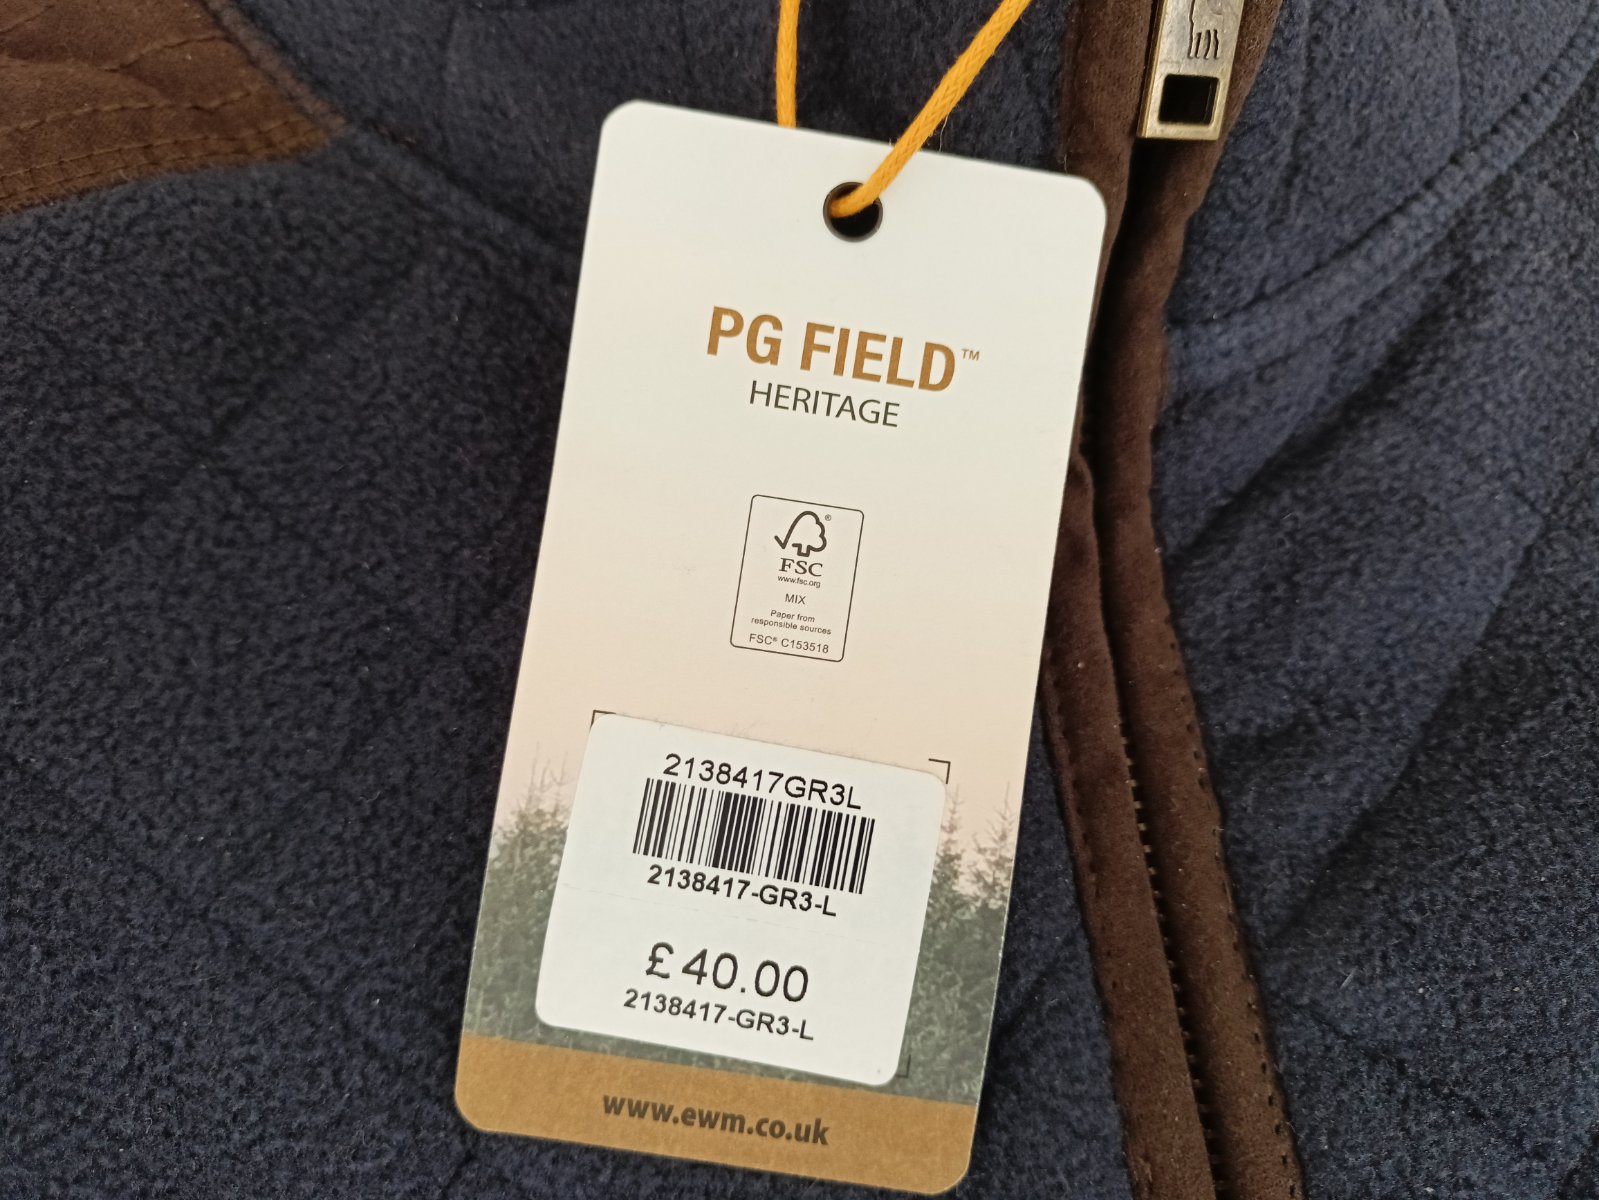 PG FIELD™
HERITAGE
®
FSC
www.fsc.org
MIX
Paper from
responsible sources
FSC® C153518
2138417GR3L
2138417-GR3-L
£40.00
2138417-GR3-L
www.ewm.co.uk